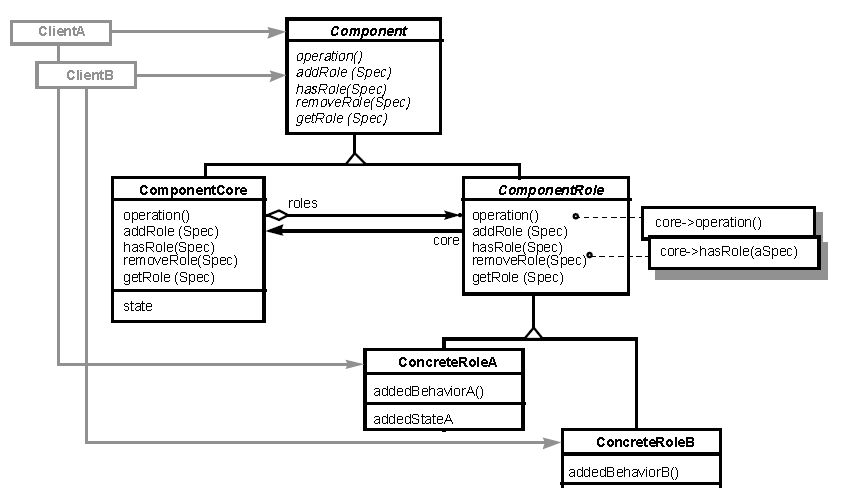 ClientA
ClientB
Component
operation()
addRole (Spec)
hasRole(Spec)
removeRole(Spec)
getRole (Spec)
ComponentCore
operation()
addRole (Spec)
hasRole(Spec)
removeRole(Spec)
getRole (Spec)
state
roles
core
ComponentRole
operation()
addRole (Spec)
hasRole(Spec)
removeRole(Spec)
getRole (Spec)
core->operation()
core->hasRole(aSpec)
ConcreteRoleA
addedBehaviorA()
addedStateA
ConcreteRoleB
addedBehaviorB()